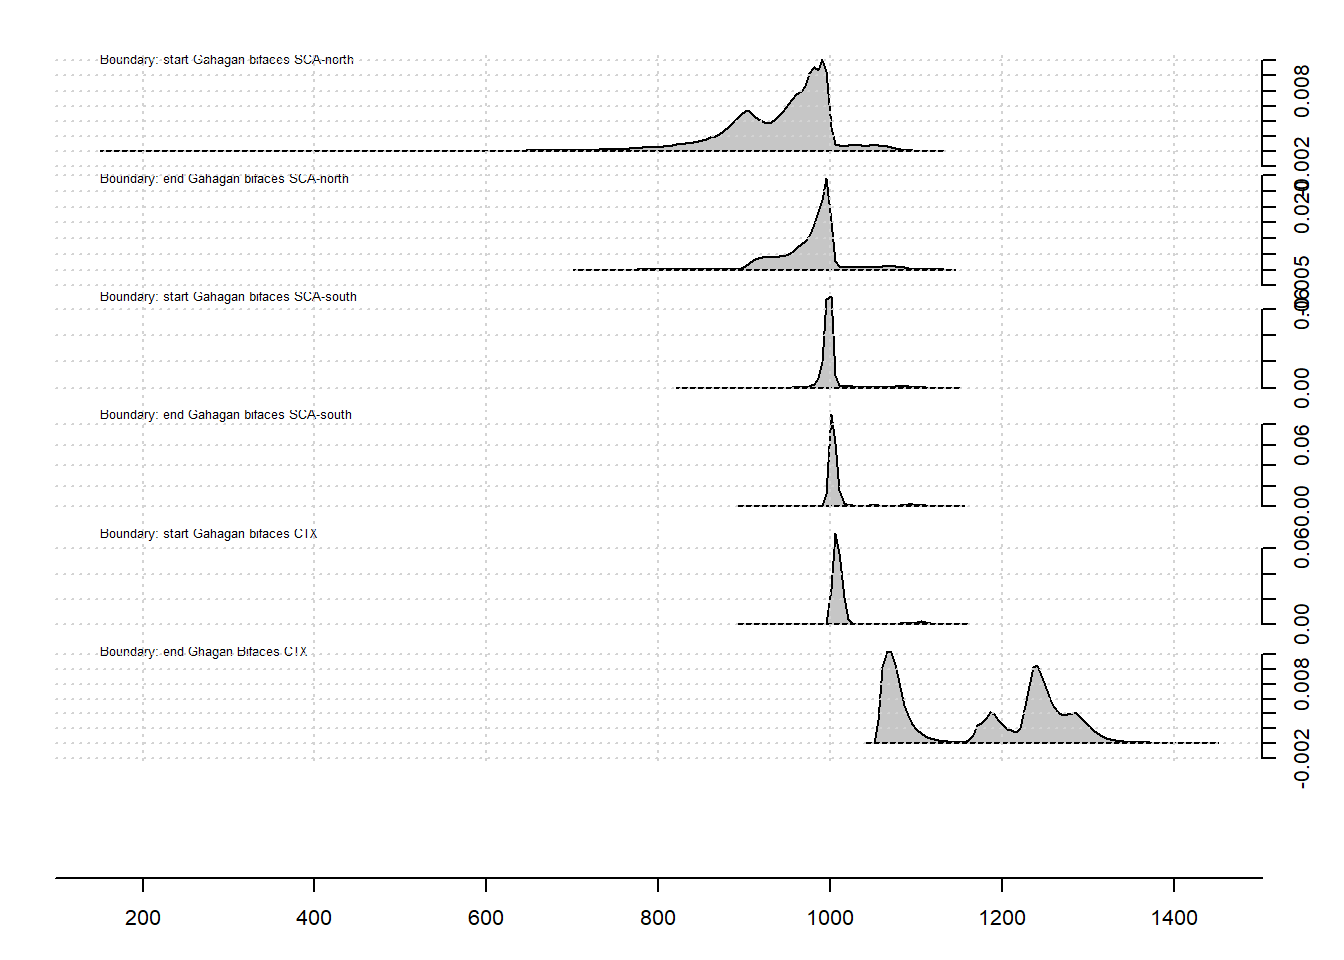 Boundary: start Gahagan bifaces SCA-north
0.008
-0.002
Boundary: end Gahagan bifaces SCA-north
0.020
-0.005
Boundary: start Gahagan bifaces SCA-south
0.06
0.00
Boundary: end Gahagan bifaces SCA-south
0.06
0.00
Boundary: start Gahagan bifaces CTX
0.06
0.00
Boundary: end Ghagan Bifaces CTX
0.008
-0.002
200 400 600 800 1000 1200 1400